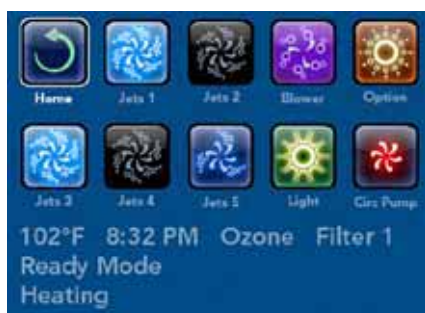 Home Jets 1 Jets 2 Blower Option
Jets 3 Jets 4 Jets 5 Light Circ Pump
102°F 8:32 PM Ozone Filter 1
Ready Mode
Heating